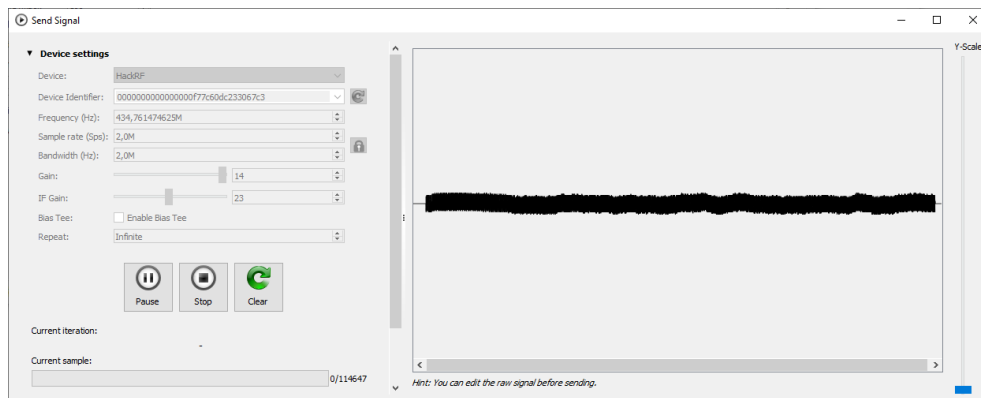 Send Signal
Y-Scale
Device settings
Device: HackRF
Device Identifier: 0000000000000000f77c60dc233067c3
Frequency (Hz): 434,761474625M
Sample rate (Sps): 2,0M
Bandwidth (Hz): 2,0M
Gain: 14
IF Gain: 23
Bias Tee: Enable Bias Tee
Repeat: Infinite
Pause Stop Clear
Current iteration:
-
Current sample:
0/114647
Hint: You can edit the raw signal before sending.